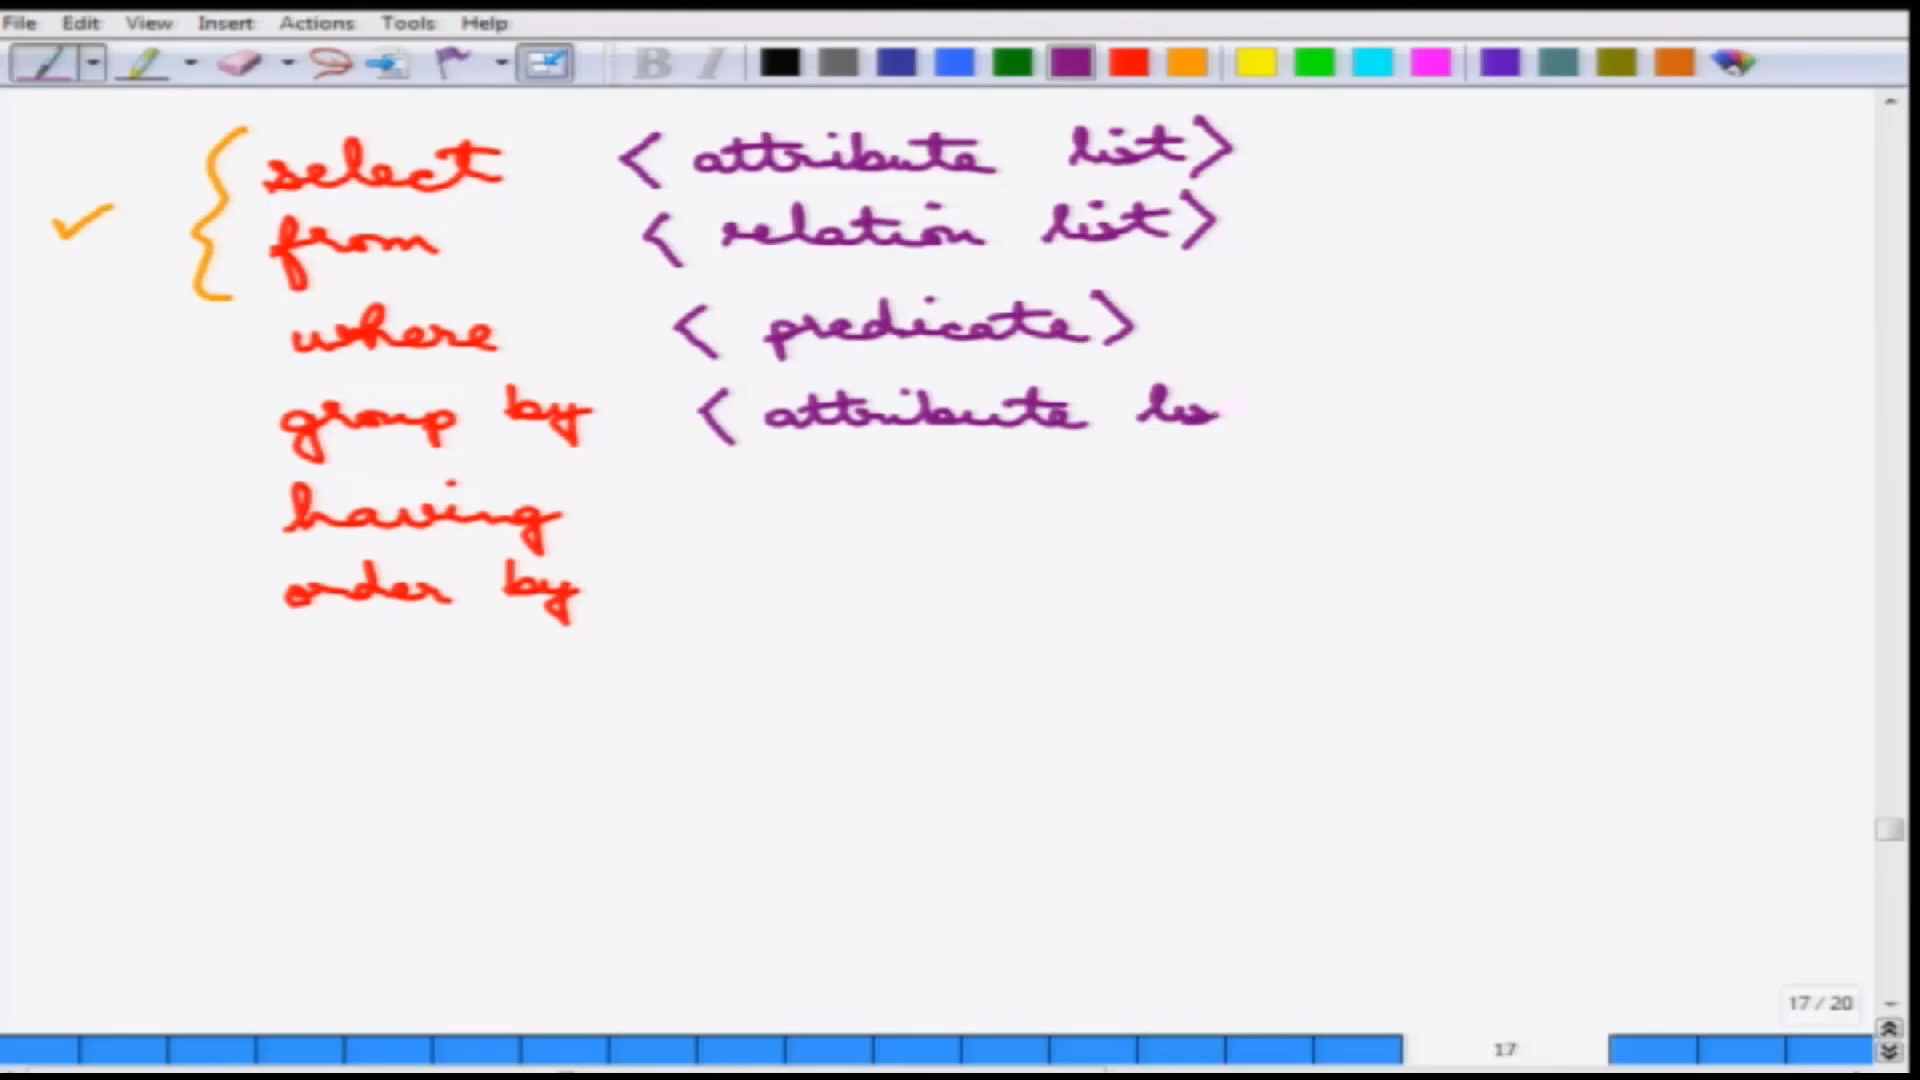 File Edit View Insert Actions Tools Help
B I
select < attribute list >
from < relation list >
where < predicate >
group by < attribute lis
having
order by
17 / 20
17